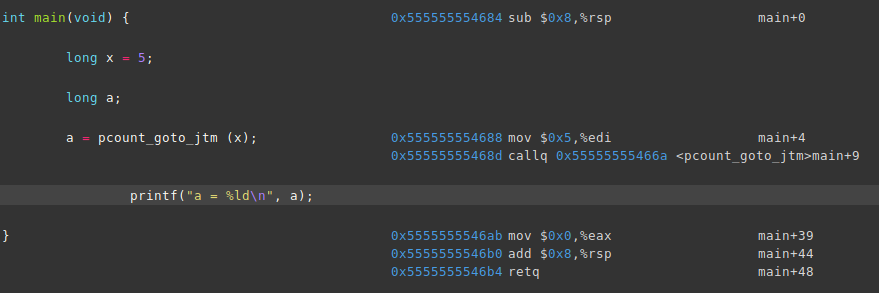 int main(void) { 0x555555554684 sub $0x8,%rsp main+0
long x = 5;
long a;
a = pcount_goto_jtm (x); 0x555555554688 mov $0x5,%edi main+4
0x55555555468d callq 0x55555555466a <pcount_goto_jtm>main+9
printf("a = %ld\n", a);
} 0x5555555546ab mov $0x0,%eax main+39
0x5555555546b0 add $0x8,%rsp main+44
0x5555555546b4 retq main+48